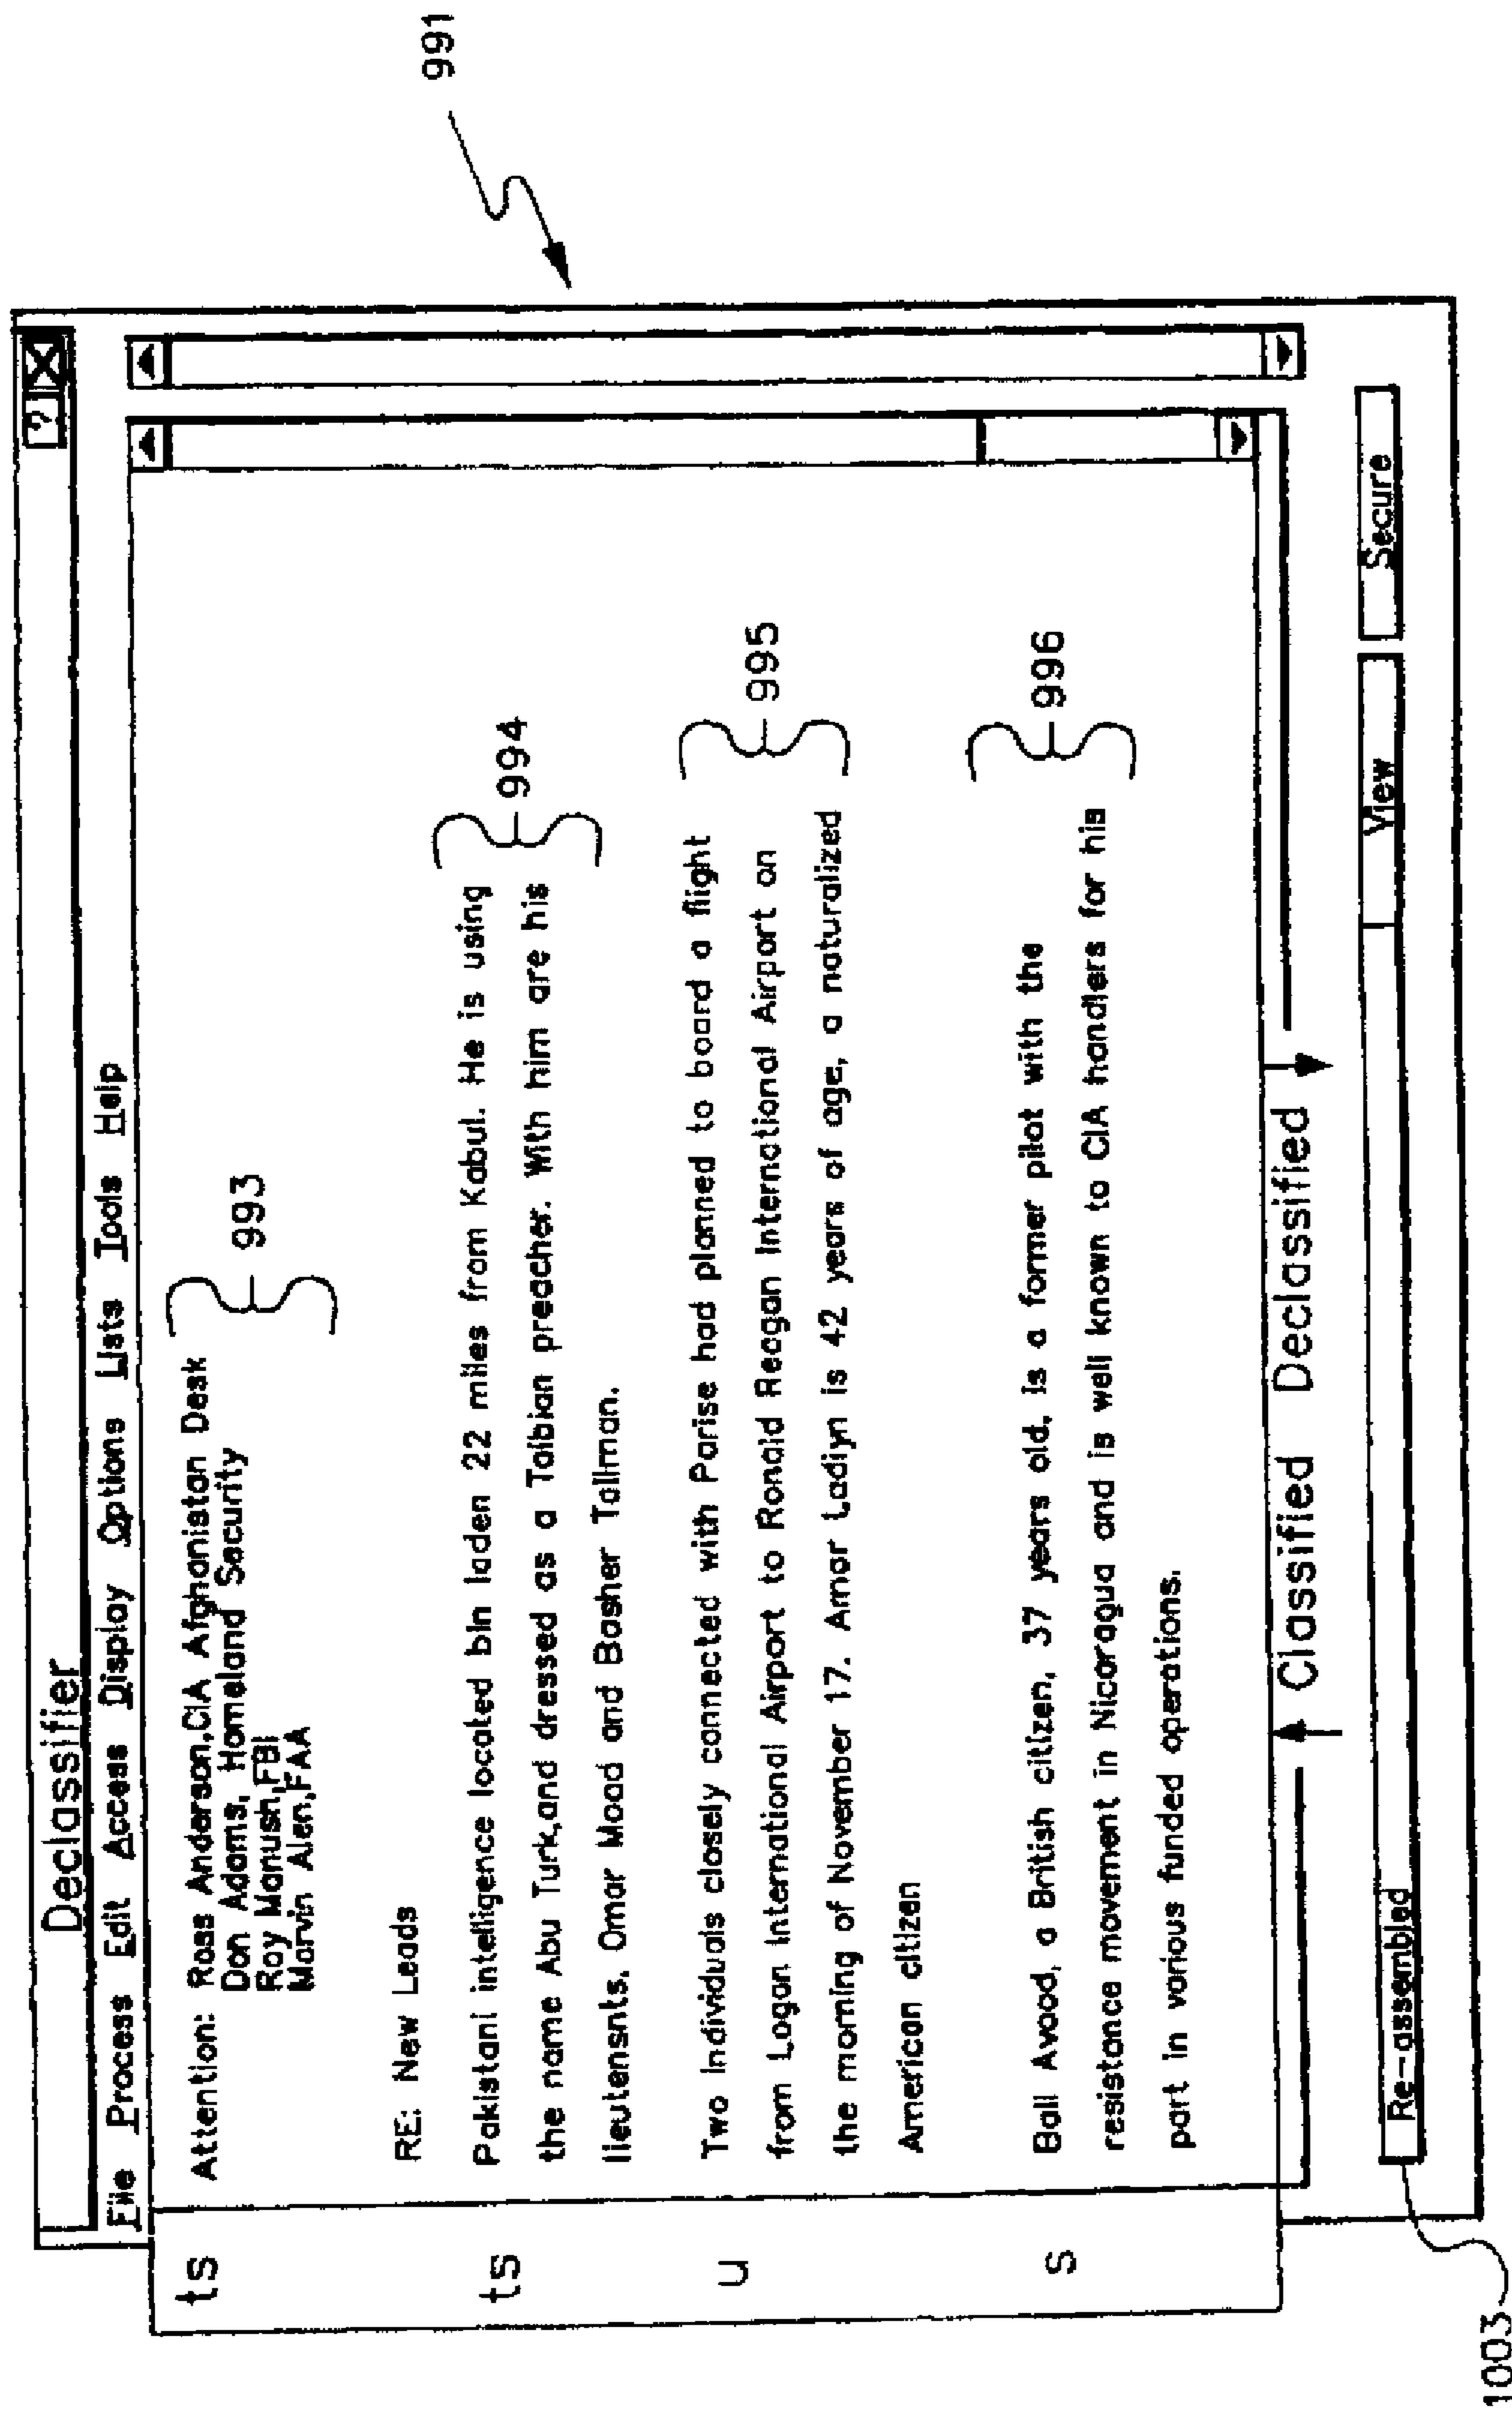 991
Declassifier
? X
File Process Edit Access Display Options Lists Tools Help
ts Attention: Ross Anderson,CIA Afghanistan Desk
Don Adams, Homeland Security
Roy Manush,FBI
Marvin Alen,FAA
993
RE: New Leads
ts Pakistani intelligence located bin laden 22 miles from Kabul. He is using
the name Abu Turk,and dressed as a Talbian preacher. With him are his
lieutensnts, Omar Maad and Basher Tallman.
994
u Two individuals closely connected with Parise had planned to board a flight
from Logan International Airport to Ronald Reagan International Airport on
the morning of November 17. Amar Ladiyn is 42 years of age, a naturalized
American citizen
995
s Ball Avood, a British citizen, 37 years old, is a former pilot with the
resistance movement in Nicaragua and is well known to CIA handlers for his
part in various funded operations.
996
Classified Declassified
Re-assembled View Secure
1003